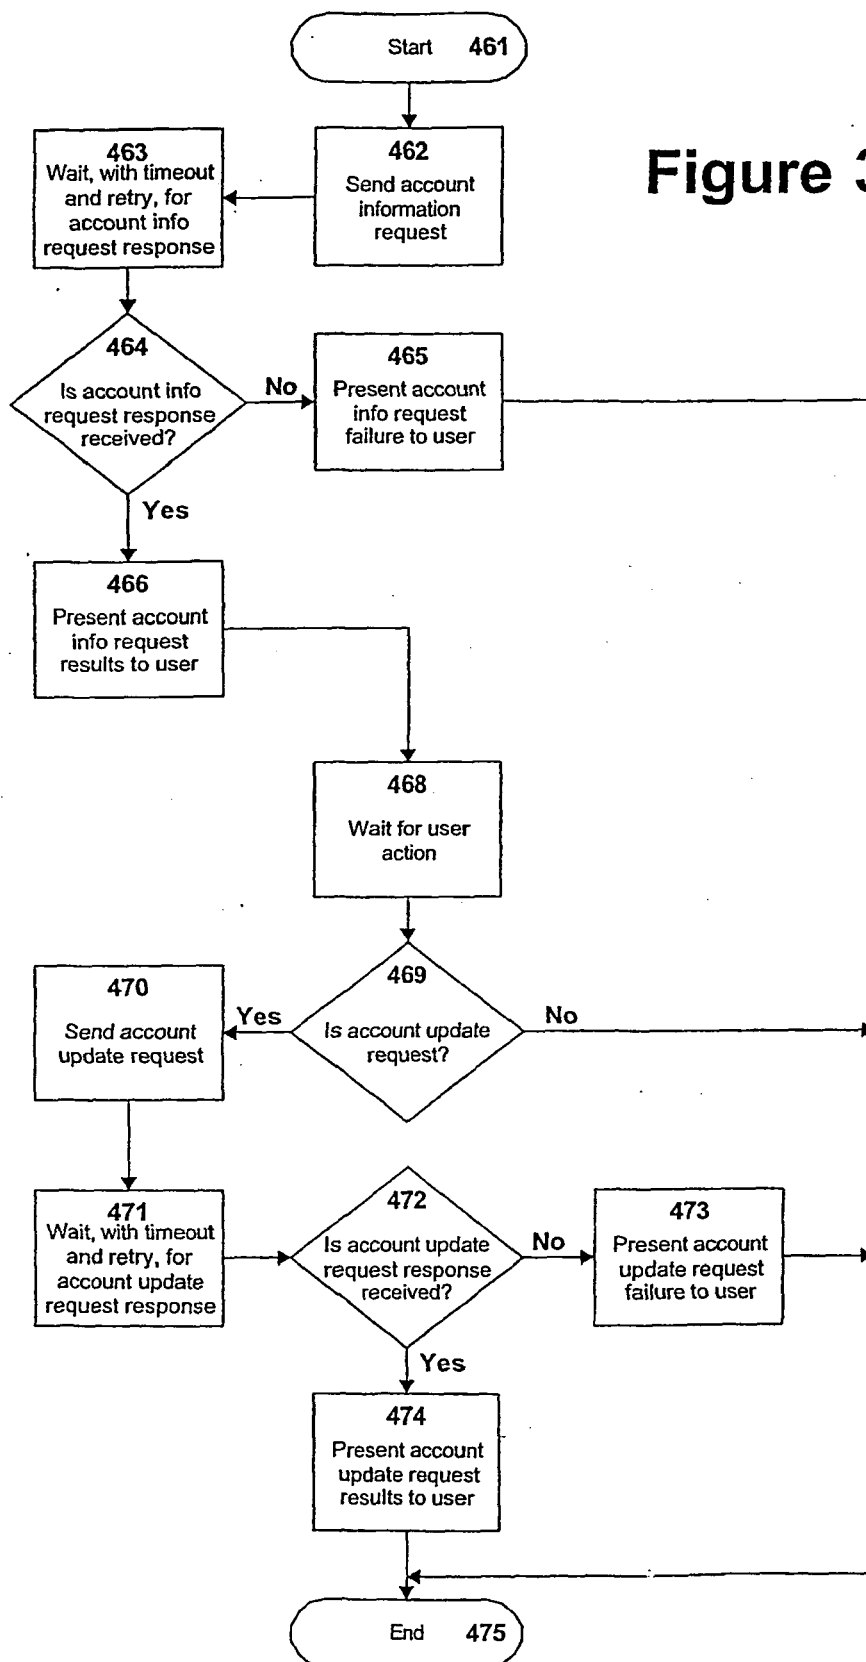 Start 461
462
Send account
information
request
Figure 3
463
Wait, with timeout
and retry, for
account info
request response
464
Is account info
request response
received?
No
465
Present account
info request
failure to user
Yes
466
Present account
info request
results to user
468
Wait for user
action
469
Is account update
request?
Yes
No
470
Send account
update request
471
Wait, with timeout
and retry, for
account update
request response
472
Is account update
request response
received?
No
473
Present account
update request
failure to user
Yes
474
Present account
update request
results to user
End 475